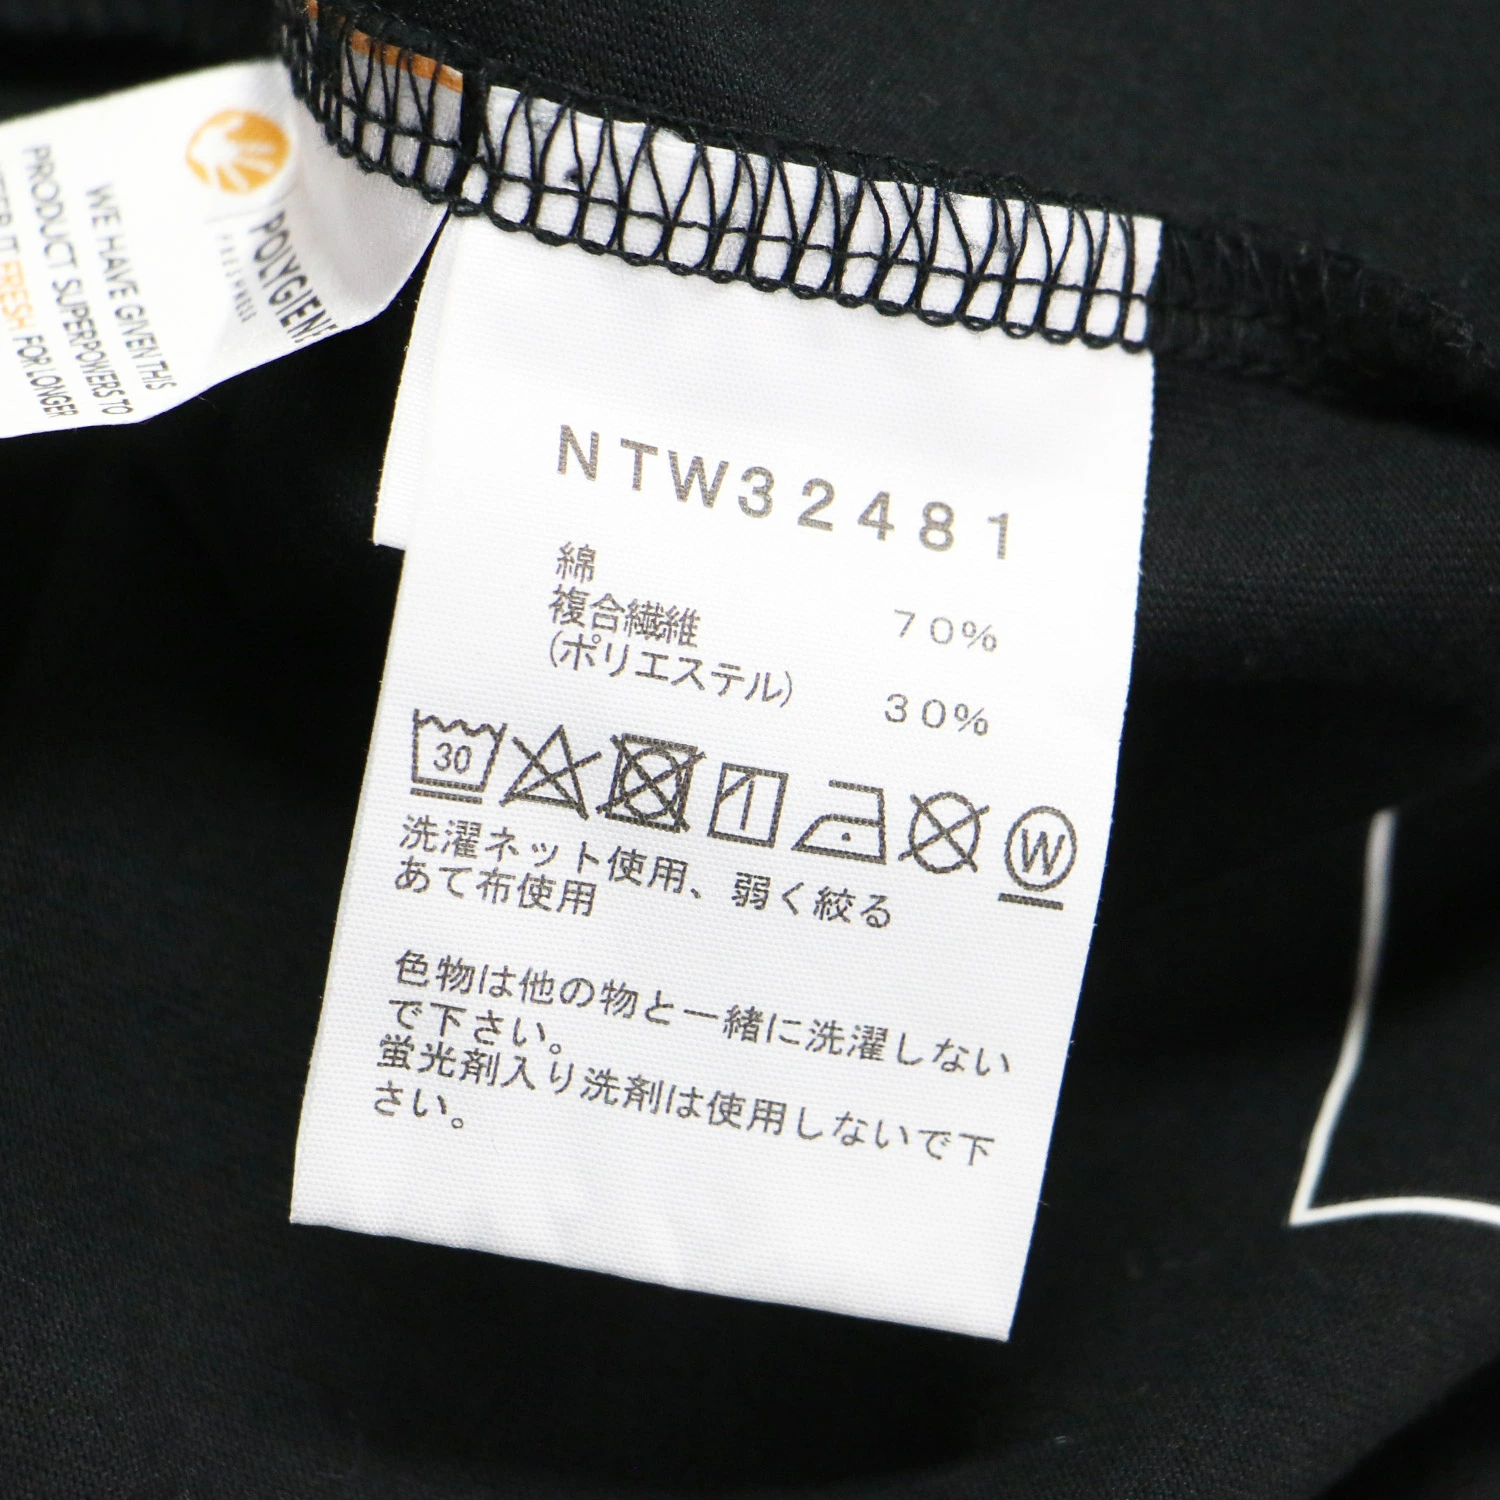 POLYGIENE
FRESHNESS
WE HAVE GIVEN THIS
PRODUCT SUPERPOWERS TO
IT FRESH FOR LONGER
NTW32481
綿
70%
複合繊維
(ポリエステル)
30%
30
W
洗濯ネット使用、弱く絞る
あて布使用
色物は他の物と一緒に洗濯しない
で下さい。
蛍光剤入り洗剤は使用しないで下
さい。